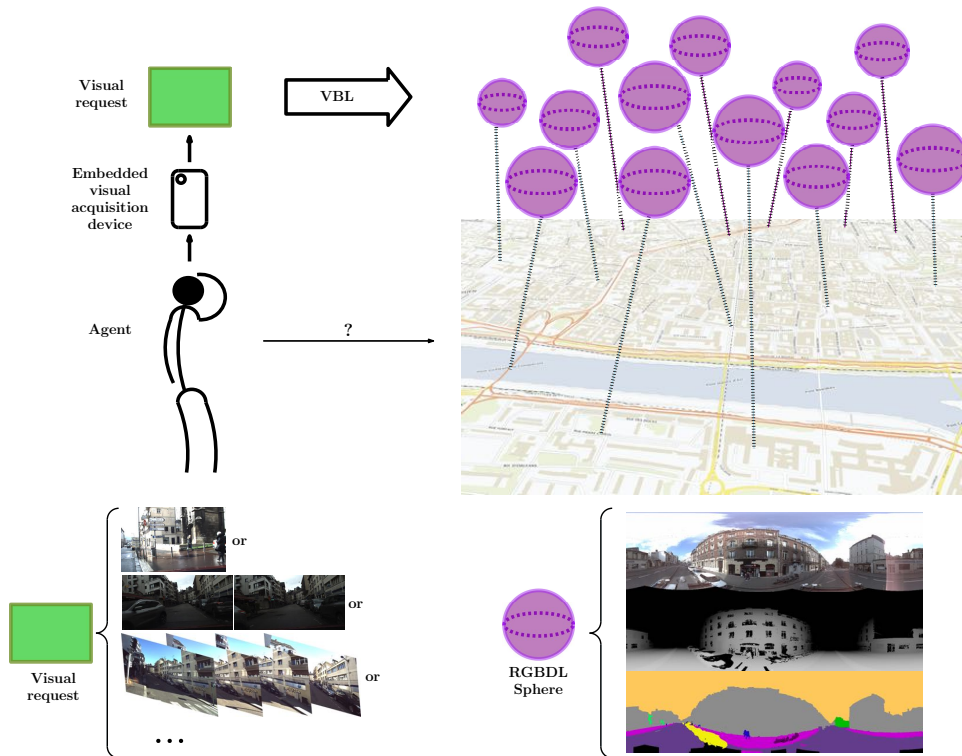 Visual
request
VBL
Embedded
visual
acquisition
device
Agent
?
or
or
or
Visual
request
...
RGBDL
Sphere